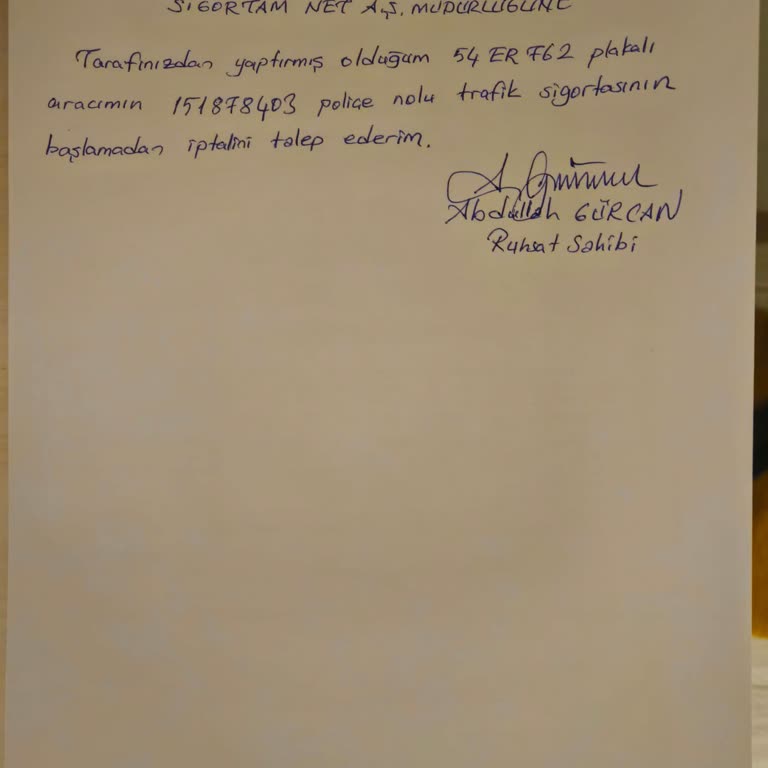 SİGORTAM NET A.Ş. MÜDÜRLÜĞÜNE
Tarafınızdan yaptırmış olduğum 54 ER 762 plakalı
aracımın 151878403 poliçe nolu trafik sigortasının
başlamadan iptalini talep ederim.
Abdullah GÜRCAN
Ruhsat Sahibi